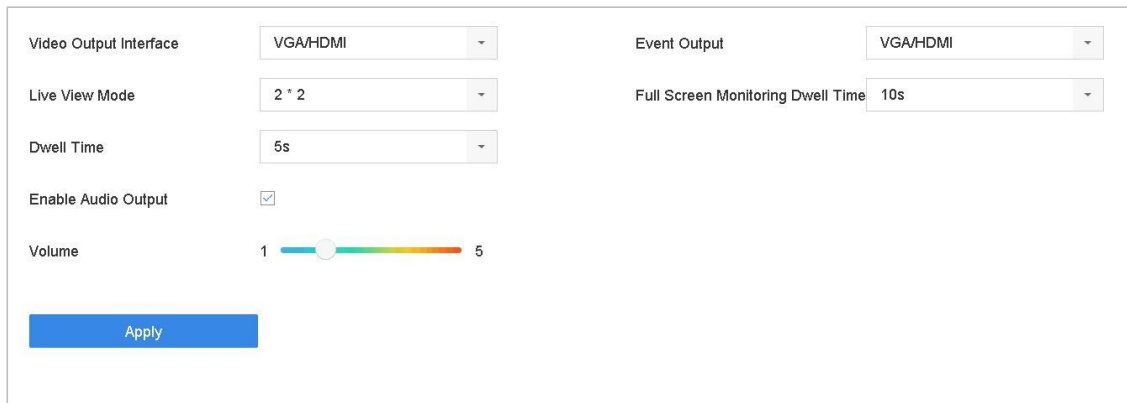 Video Output Interface VGA/HDMI Event Output VGA/HDMI
Live View Mode 2 * 2 Full Screen Monitoring Dwell Time 10s
Dwell Time 5s
Enable Audio Output
Volume 1 5
Apply